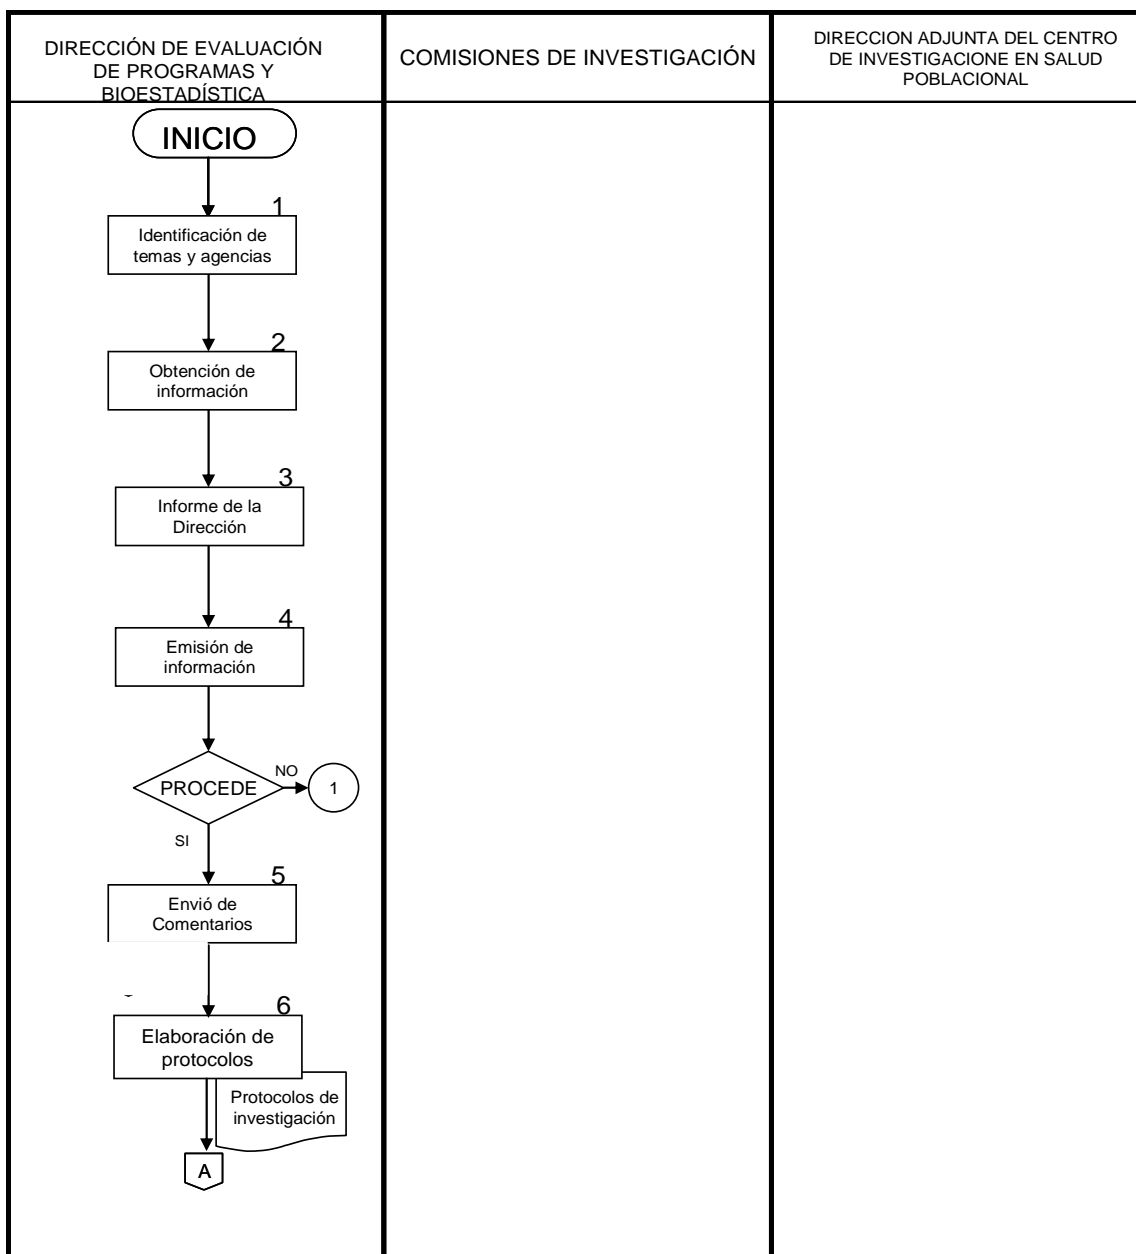 DIRECCIÓN DE EVALUACIÓN
DE PROGRAMAS Y
BIOESTADÍSTICA
COMISIONES DE INVESTIGACIÓN
DIRECCION ADJUNTA DEL CENTRO
DE INVESTIGACIONE EN SALUD
POBLACIONAL
INICIO
1
Identificación de
temas y agencias
2
Obtención de
información
3
Informe de la
Dirección
4
Emisión de
información
PROCEDE
NO
1
SI
5
Envió de
Comentarios
6
Elaboración de
protocolos
Protocolos de
investigación
A